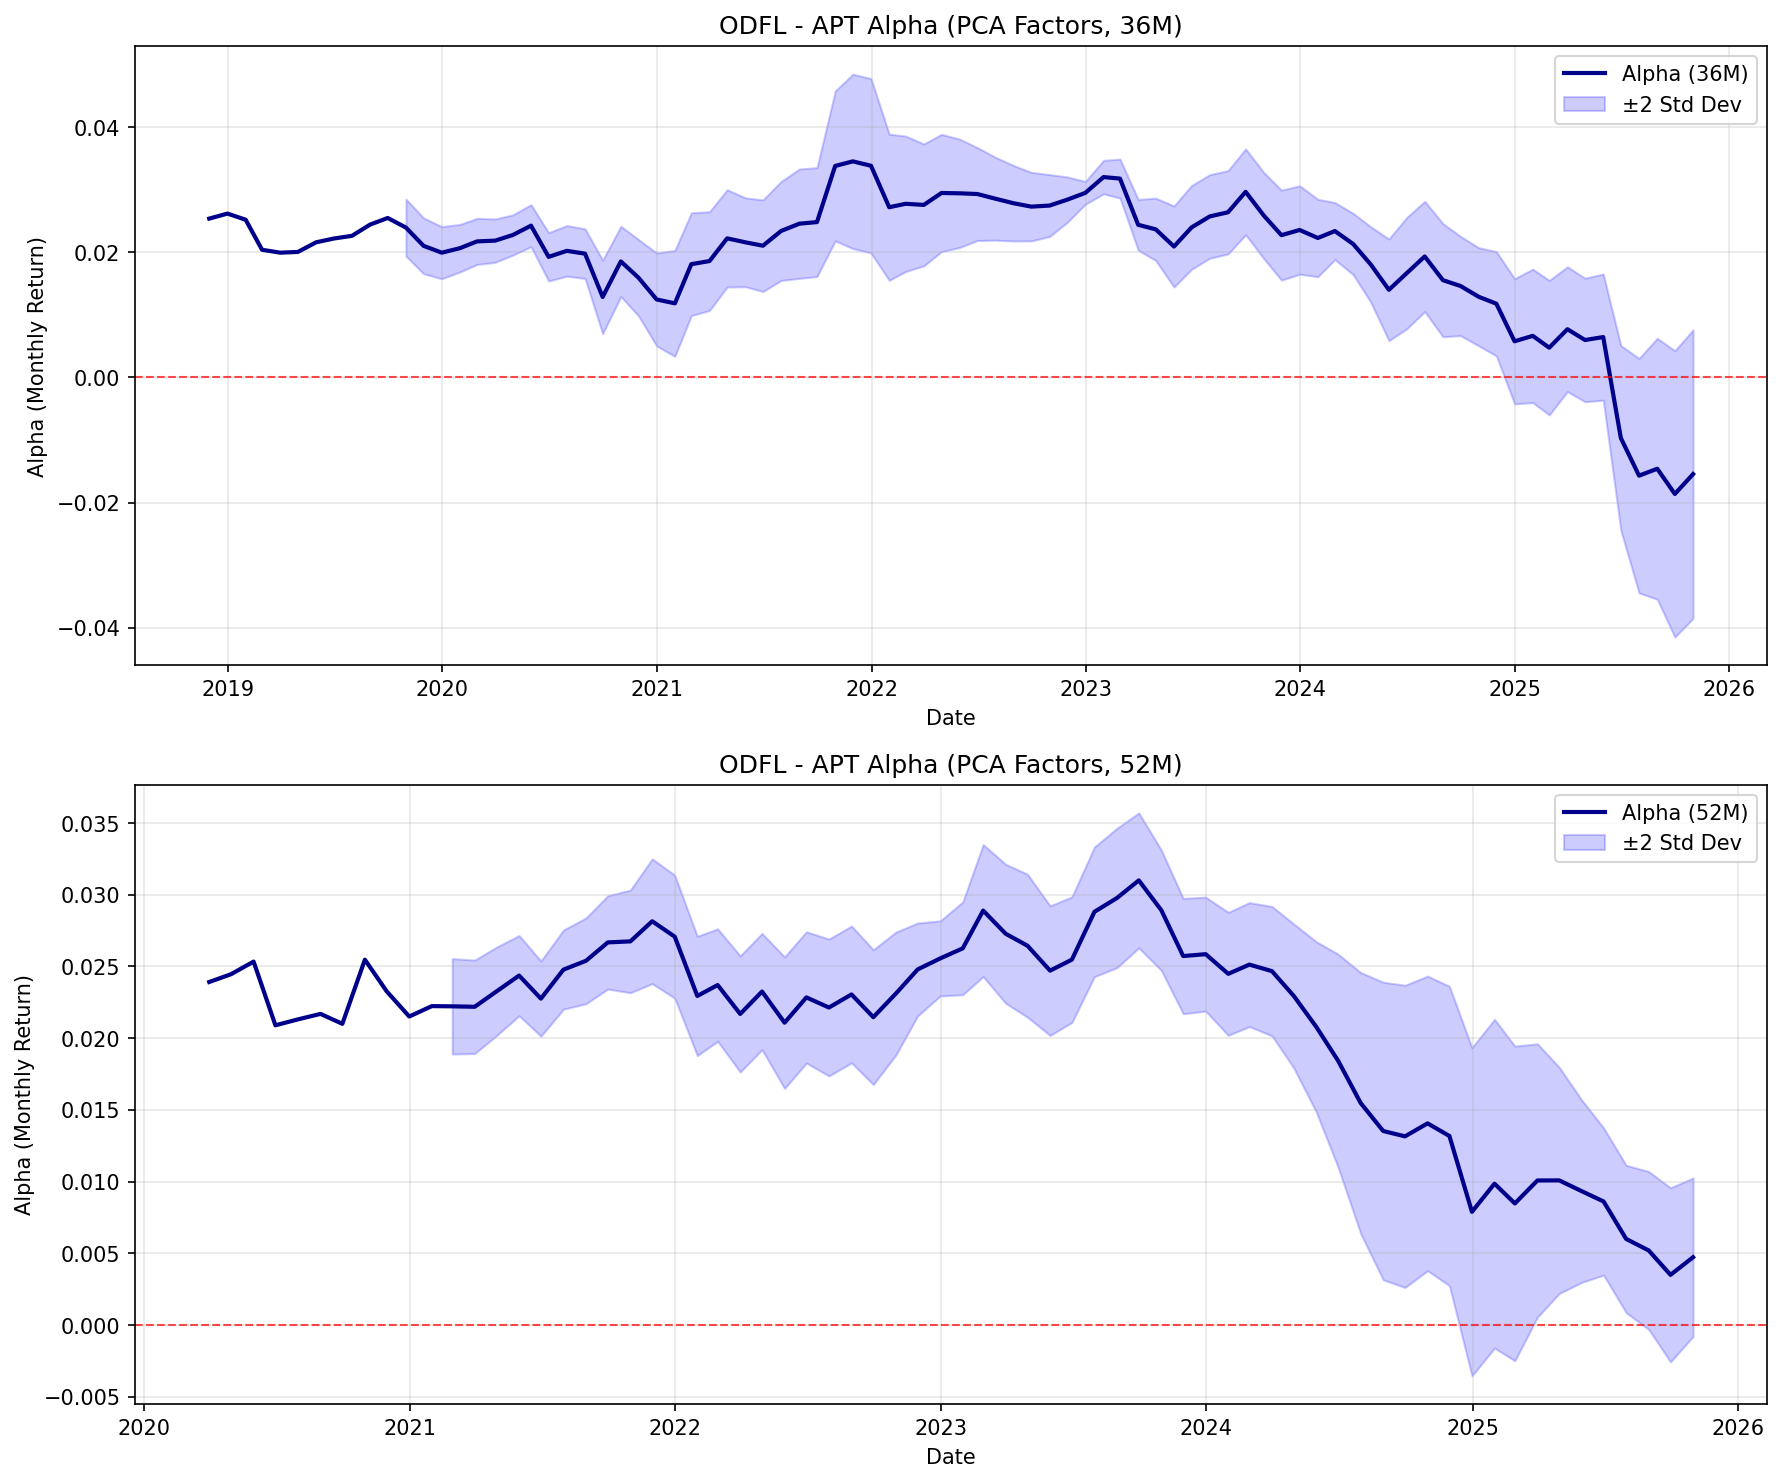 ODFL - APT Alpha (PCA Factors, 36M)
Alpha (Monthly Return)
Alpha (36M)
±2 Std Dev
0.04
0.02
0.00
−0.02
−0.04
2019 2020 2021 2022 2023 2024 2025 2026
Date
ODFL - APT Alpha (PCA Factors, 52M)
Alpha (Monthly Return)
Alpha (52M)
±2 Std Dev
0.035
0.030
0.025
0.020
0.015
0.010
0.005
0.000
−0.005
2020 2021 2022 2023 2024 2025 2026
Date